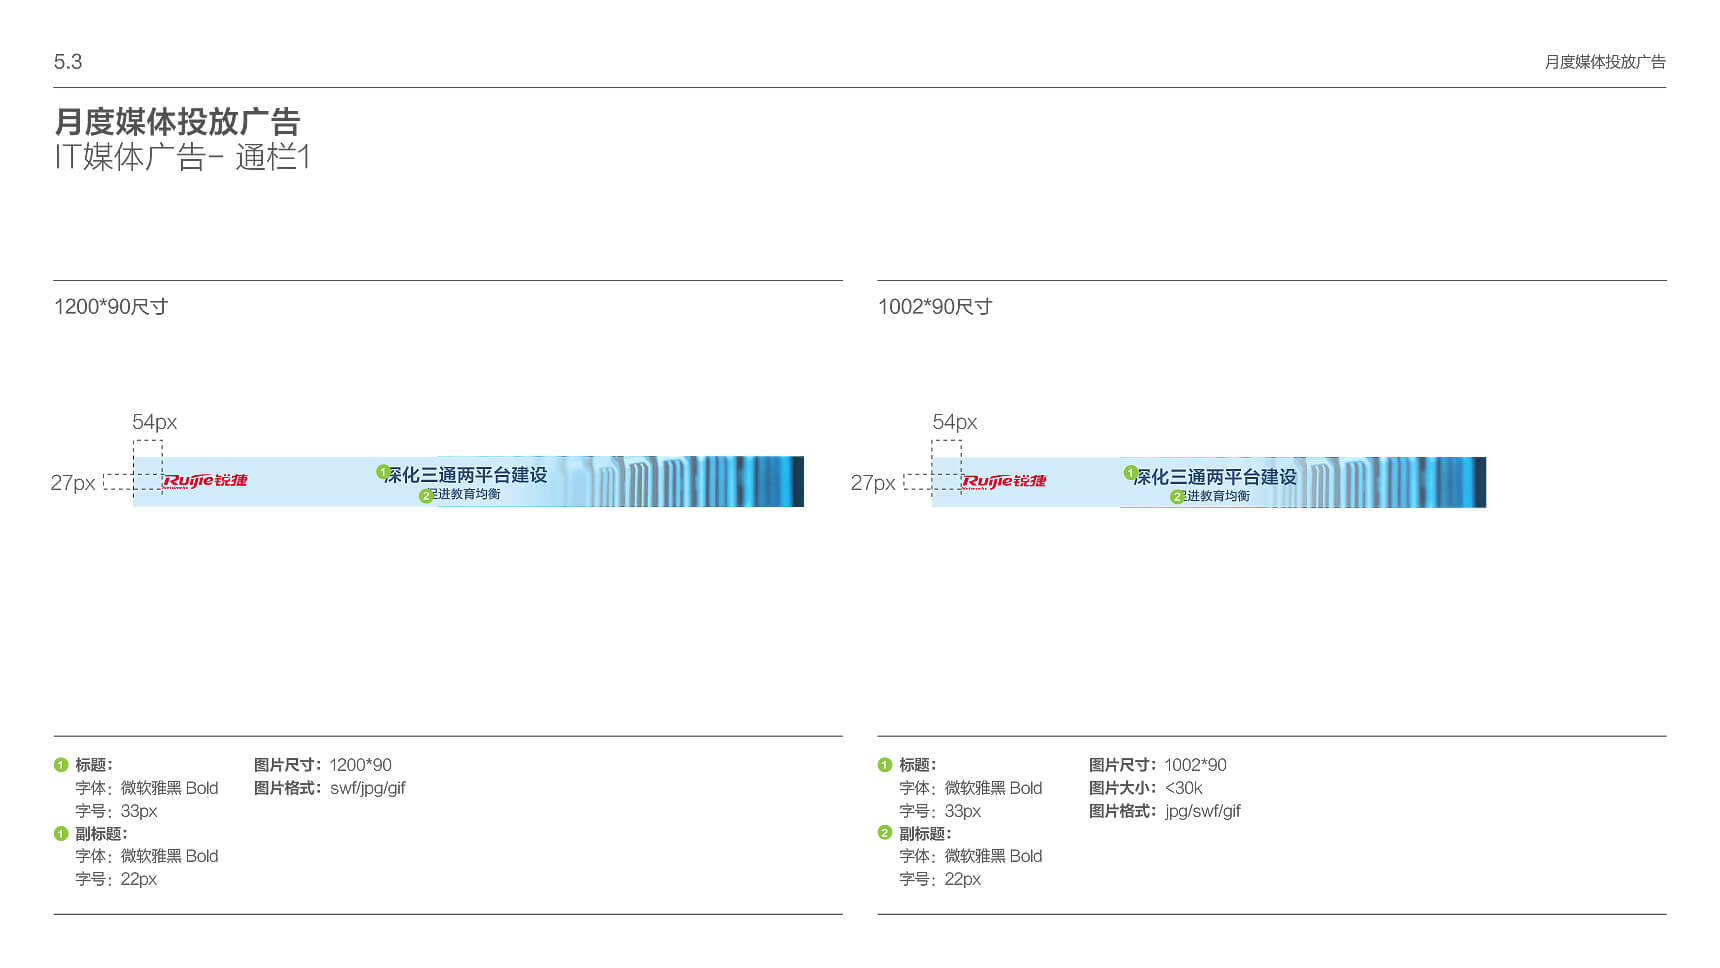 5.3
月度媒体投放广告
月度媒体投放广告
IT媒体广告- 通栏1
1200*90尺寸
54px
27px
Ruijie锐捷
1 深化三通两平台建设
2 促进教育均衡
1 标题：
字体：微软雅黑 Bold
字号：33px
1 副标题：
字体：微软雅黑 Bold
字号：22px
图片尺寸：1200*90
图片格式：swf/jpg/gif
1002*90尺寸
54px
27px
Ruijie锐捷
1 深化三通两平台建设
2 促进教育均衡
1 标题：
字体：微软雅黑 Bold
字号：33px
2 副标题：
字体：微软雅黑 Bold
字号：22px
图片尺寸：1002*90
图片大小：<30k
图片格式：jpg/swf/gif